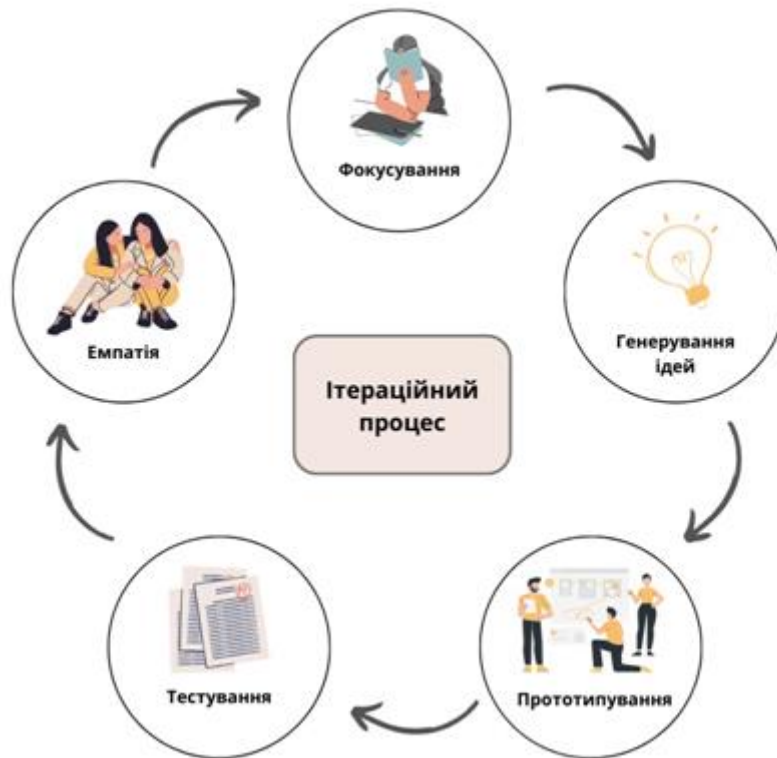 Фокусування
Емпатія
Генерування
ідей
Ітераційний
процес
Тестування
Прототипування